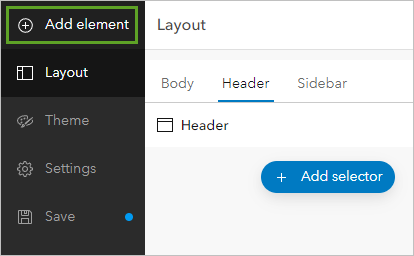 Add element
Layout
Theme
Settings
Save
Layout
Body Header Sidebar
Header
Add selector